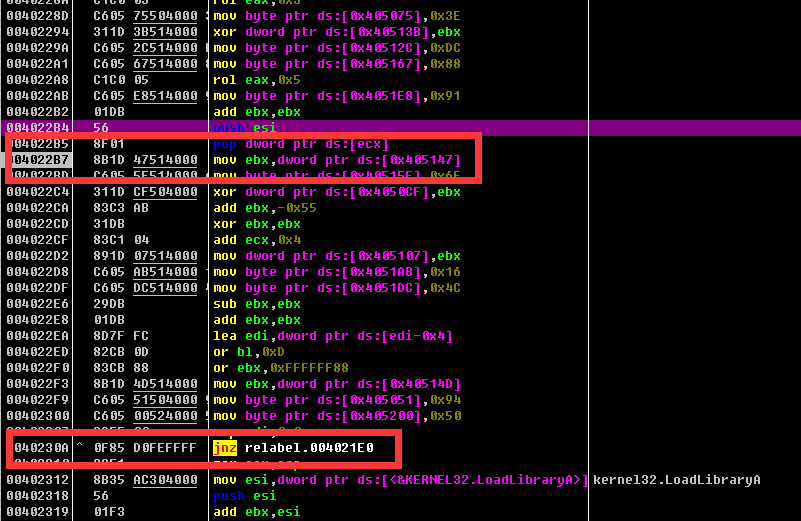 0040228D C605 75504000 mov byte ptr ds:[0x405075],0x3E
00402294 311D 3B514000 xor dword ptr ds:[0x40513B],ebx
0040229A C605 2C514000 mov byte ptr ds:[0x40512C],0xDC
004022A1 C605 67514000 mov byte ptr ds:[0x405167],0x88
004022A8 C1C0 05 rol eax,0x5
004022AB C605 E8514000 mov byte ptr ds:[0x4051E8],0x91
004022B2 01DB add ebx,ebx
004022B4 56 push esi
004022B5 8F01 pop dword ptr ds:[ecx]
004022B7 8B1D 47514000 mov ebx,dword ptr ds:[0x405147]
004022BD C605 5F514000 mov byte ptr ds:[0x40515F],0x6F
004022C4 311D CF504000 xor dword ptr ds:[0x4050CF],ebx
004022CA 83C3 AB add ebx,-0x55
004022CD 31DB xor ebx,ebx
004022CF 83C1 04 add ecx,0x4
004022D2 891D 07514000 mov dword ptr ds:[0x405107],ebx
004022D8 C605 AB514000 mov byte ptr ds:[0x4051AB],0x16
004022DF C605 DC514000 mov byte ptr ds:[0x4051DC],0x4C
004022E6 29DB sub ebx,ebx
004022E8 01DB add ebx,ebx
004022EA 8D7F FC lea edi,dword ptr ds:[edi-0x4]
004022ED 82CB 0D or bl,0xD
004022F0 83CB 88 or ebx,0xFFFFFF88
004022F3 8B1D 4D514000 mov ebx,dword ptr ds:[0x40514D]
004022F9 C605 51504000 mov byte ptr ds:[0x405051],0x94
00402300 C605 00524000 mov byte ptr ds:[0x405200],0x50
0040230A ^ 0F85 D0FEFFFF jnz relabel.004021E0
00402312 8B35 AC304000 mov esi,dword ptr ds:[<&KERNEL32.LoadLibraryA>] kernel32.LoadLibraryA
00402318 56 push esi
00402319 01F3 add ebx,esi